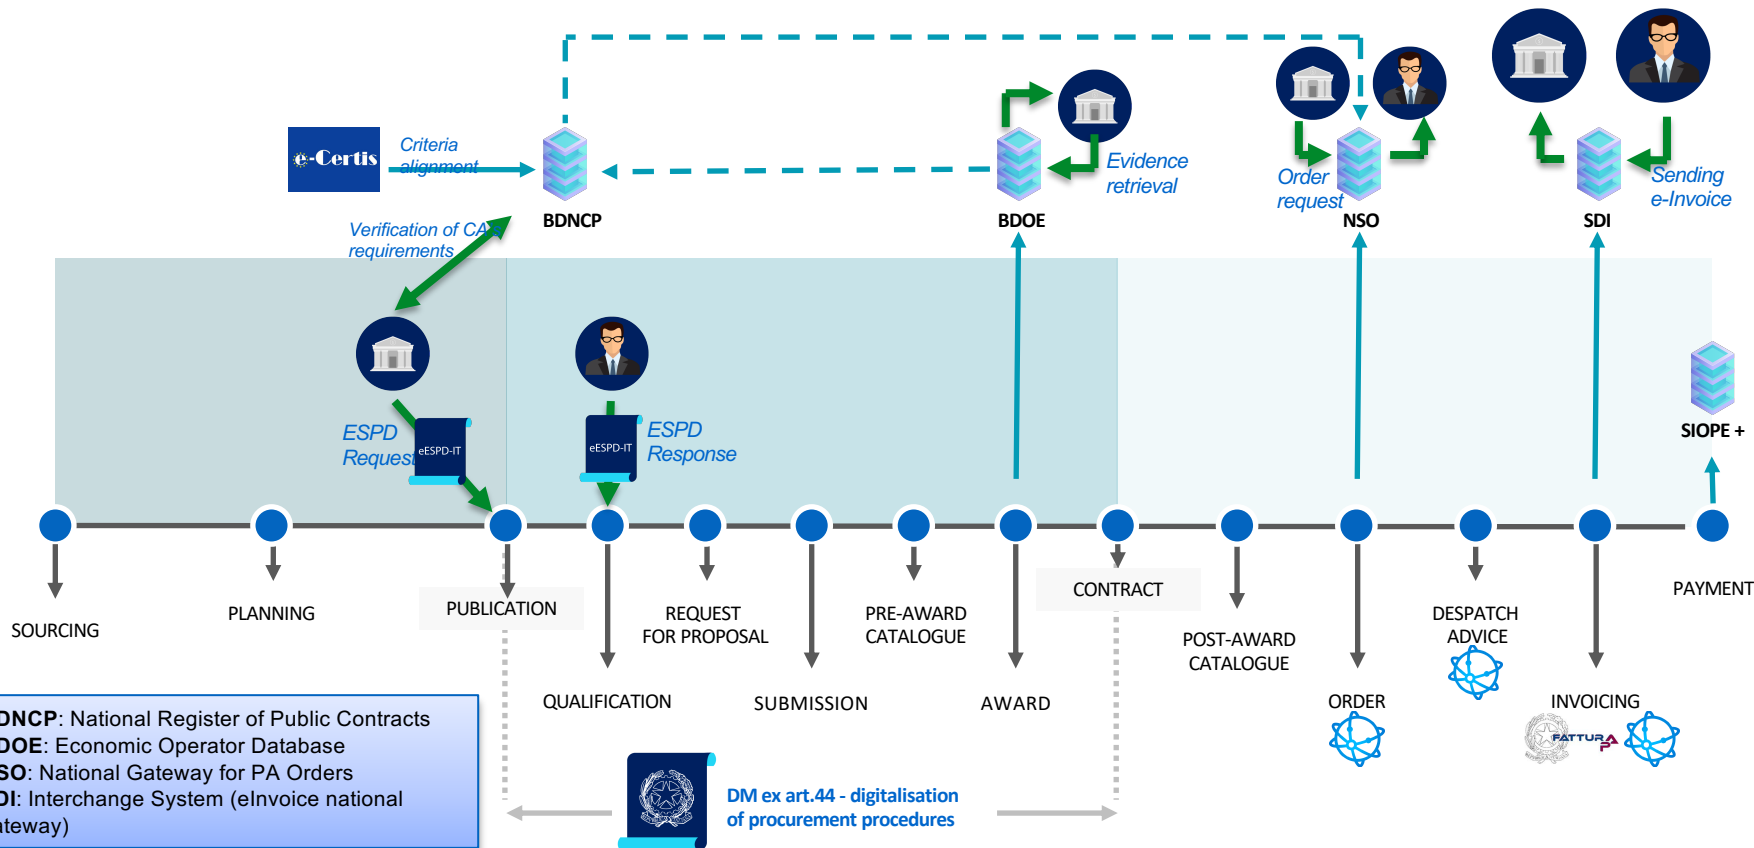 e-Certis
Criteria
alignment
BDNCP
Verification of CA's
requirements
BDOE
Evidence
retrieval
Order
request
NSO
SDI
Sending
e-Invoice
SIOPE +
ESPD
Request
eESPD-IT
eESPD-IT
ESPD
Response
SOURCING
PLANNING
PUBLICATION
QUALIFICATION
REQUEST
FOR PROPOSAL
SUBMISSION
PRE-AWARD
CATALOGUE
AWARD
CONTRACT
POST-AWARD
CATALOGUE
ORDER
DESPATCH
ADVICE
INVOICING
FATTURAPA
PAYMENT
DNCP: National Register of Public Contracts
DOE: Economic Operator Database
SO: National Gateway for PA Orders
DI: Interchange System (eInvoice national
ateway)
DM ex art.44 - digitalisation
of procurement procedures